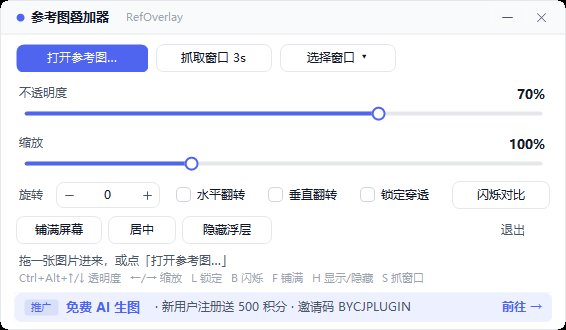 参考图叠加器 RefOverlay
打开参考图... 抓取窗口 3s 选择窗口
不透明度 70%
缩放 100%
旋转 − 0 + 水平翻转 垂直翻转 锁定穿透 闪烁对比
铺满屏幕 居中 隐藏浮层 退出
拖一张图片进来，或点「打开参考图...」
Ctrl+Alt+↑/↓ 透明度 ←/→ 缩放 L 锁定 B 闪烁 F 铺满 H 显示/隐藏 S 抓窗口
推广 免费 AI 生图 · 新用户注册送 500 积分 · 邀请码 BYCJPLUGIN 前往 →